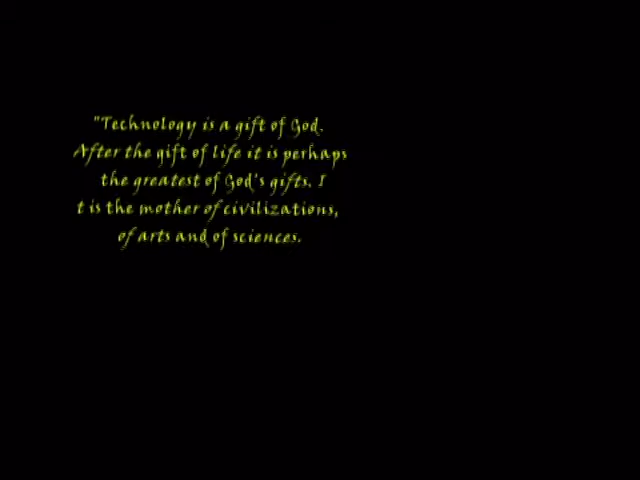 "Technology is a gift of God.
After the gift of life it is perhaps
the greatest of God's gifts. I
t is the mother of civilizations,
of arts and of sciences.